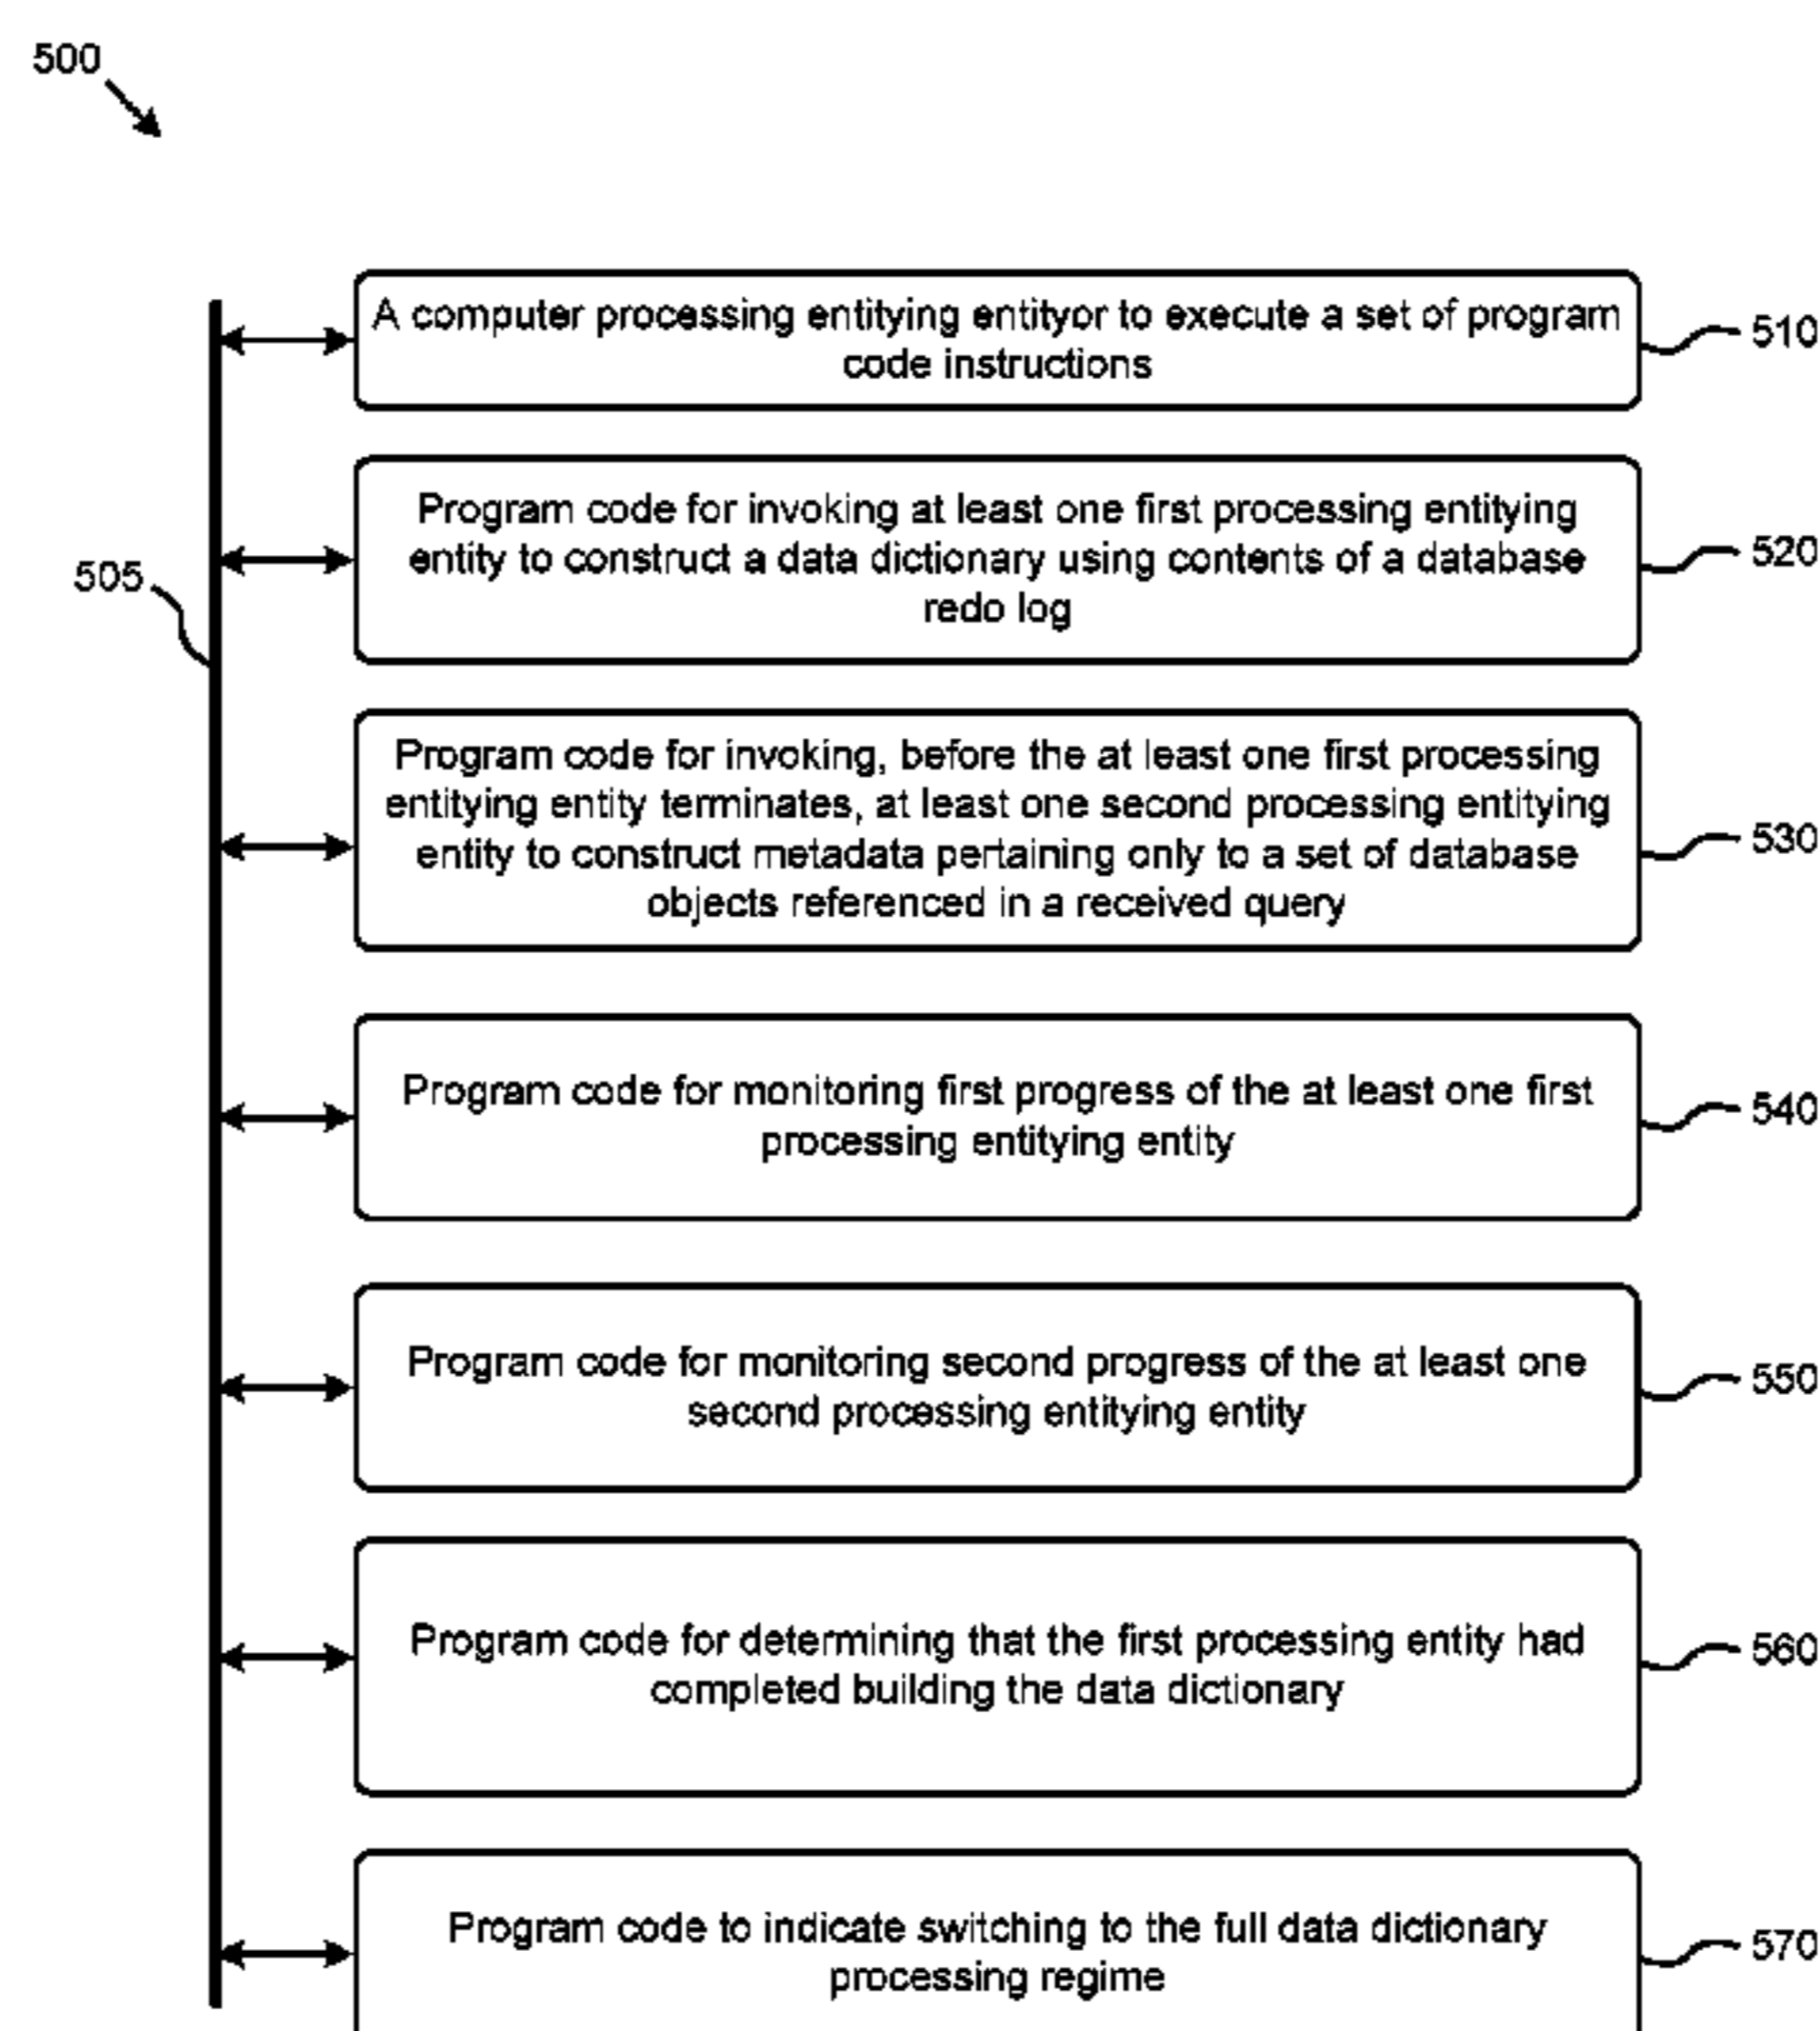 500
A computer processing entitying entityor to execute a set of program
code instructions
510
Program code for invoking at least one first processing entitying
entity to construct a data dictionary using contents of a database
redo log
520
505
Program code for invoking, before the at least one first processing
entitying entity terminates, at least one second processing entitying
entity to construct metadata pertaining only to a set of database
objects referenced in a received query
530
Program code for monitoring first progress of the at least one first
processing entitying entity
540
Program code for monitoring second progress of the at least one
second processing entitying entity
550
Program code for determining that the first processing entity had
completed building the data dictionary
560
Program code to indicate switching to the full data dictionary
processing regime
570